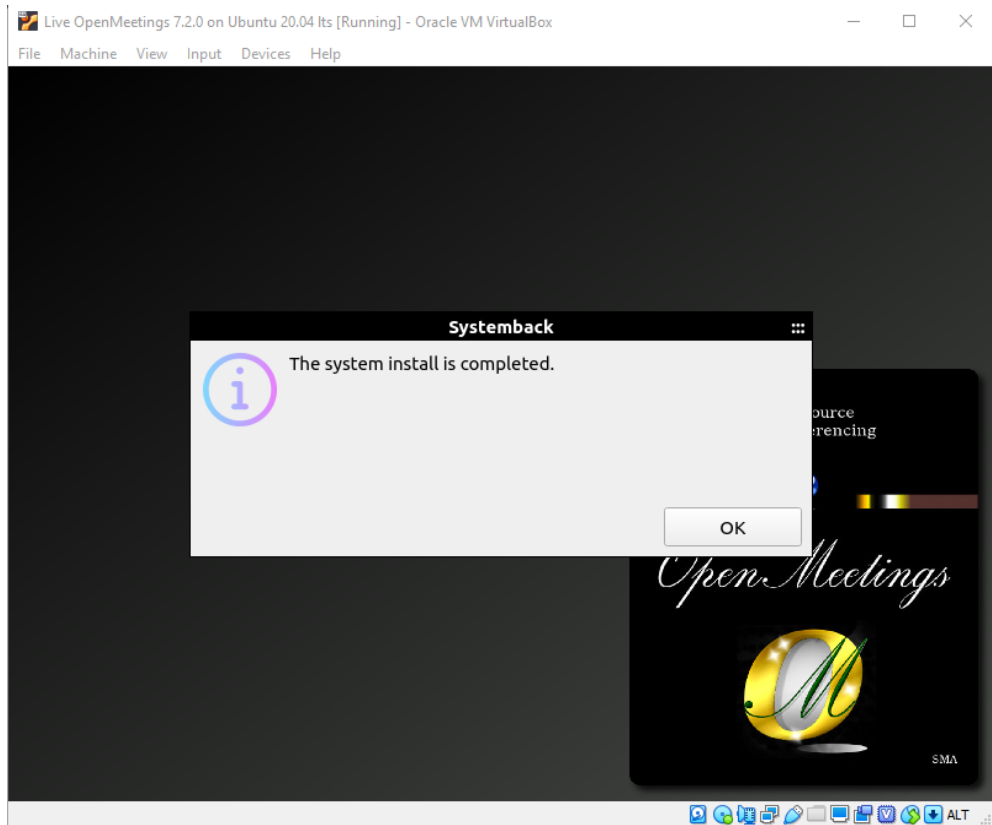 Live OpenMeetings 7.2.0 on Ubuntu 20.04 lts [Running] - Oracle VM VirtualBox
File Machine View Input Devices Help
Systemback
The system install is completed.
OK
ource
erencing
OpenMeetings
SMA
ALT